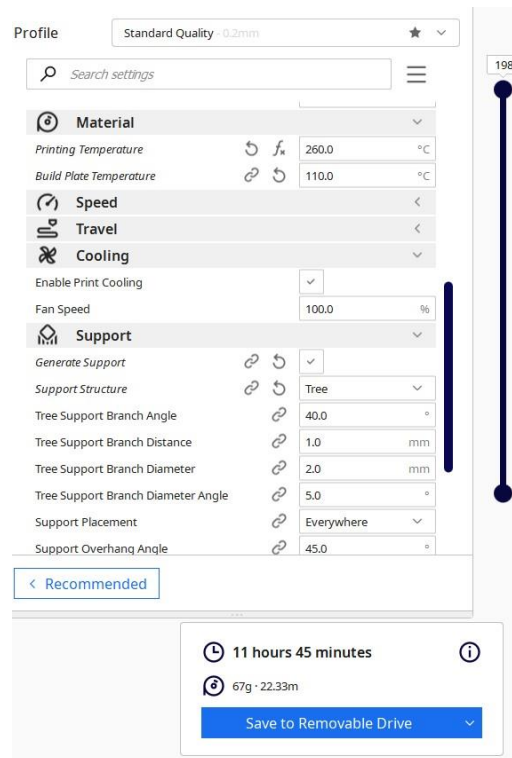 Profile
Standard Quality - 0.2mm
Search settings
198
Material
Printing Temperature 260.0 °C
Build Plate Temperature 110.0 °C
Speed
Travel
Cooling
Enable Print Cooling
Fan Speed 100.0 %
Support
Generate Support
Support Structure Tree
Tree Support Branch Angle 40.0 °
Tree Support Branch Distance 1.0 mm
Tree Support Branch Diameter 2.0 mm
Tree Support Branch Diameter Angle 5.0 °
Support Placement Everywhere
Support Overhang Angle 45.0 °
Recommended
11 hours 45 minutes
67g · 22.33m
Save to Removable Drive